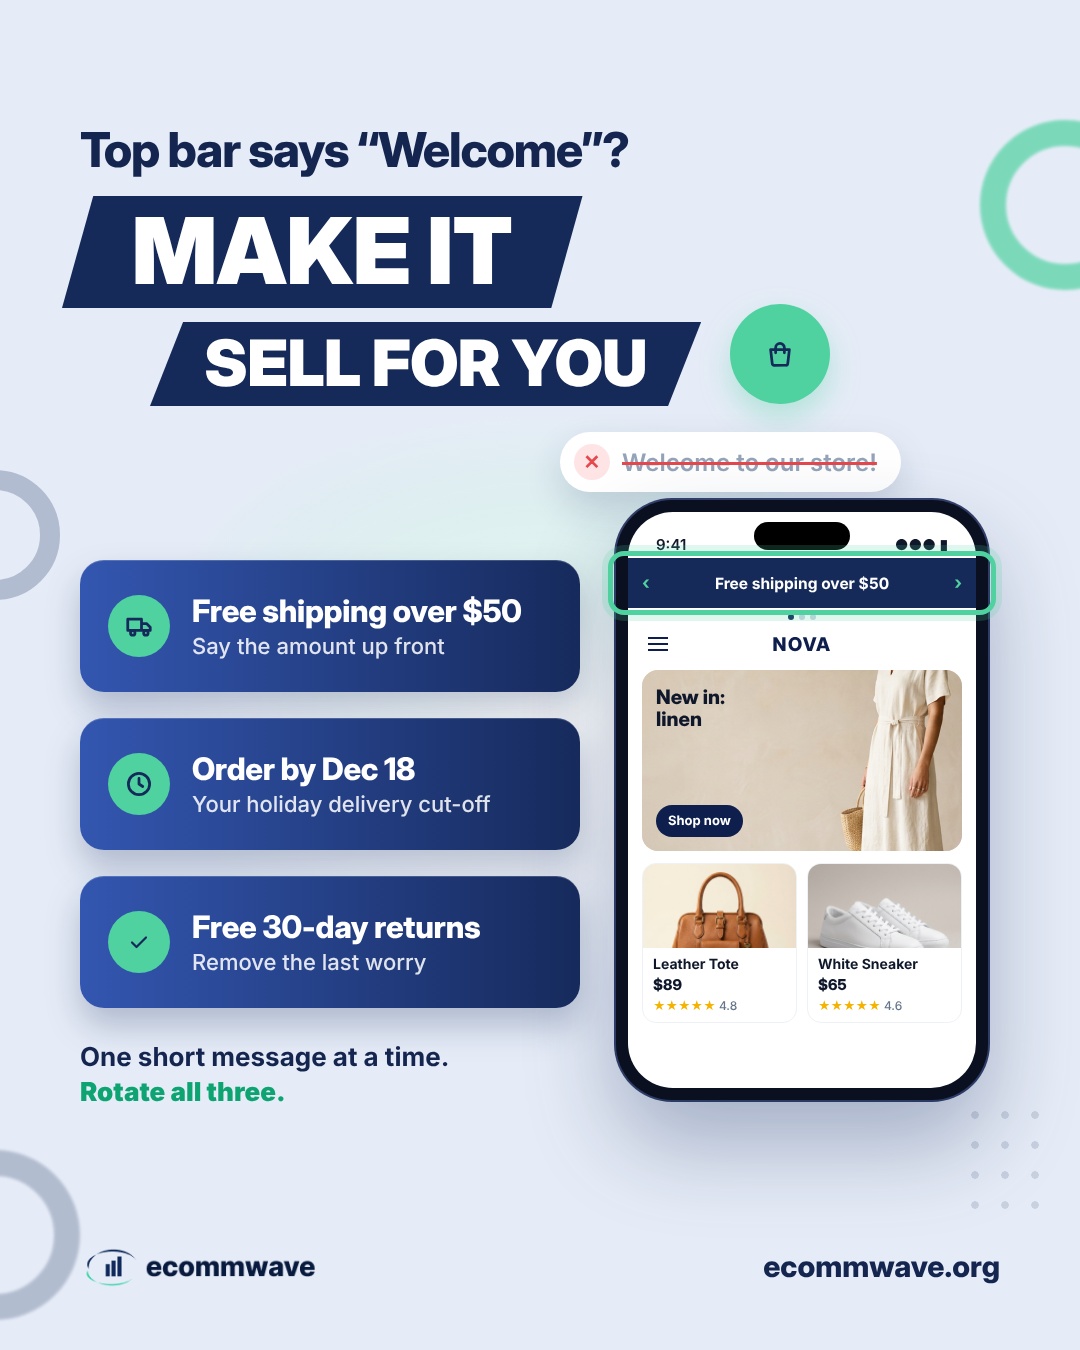 Top bar says “Welcome”?
MAKE IT
SELL FOR YOU
Welcome to our store!
9:41
Free shipping over $50
NOVA
New in:
linen
Shop now
Leather Tote
$89
★★★★★ 4.8
White Sneaker
$65
★★★★★ 4.6
Free shipping over $50
Say the amount up front
Order by Dec 18
Your holiday delivery cut-off
Free 30-day returns
Remove the last worry
One short message at a time.
Rotate all three.
ecommwave
ecommwave.org